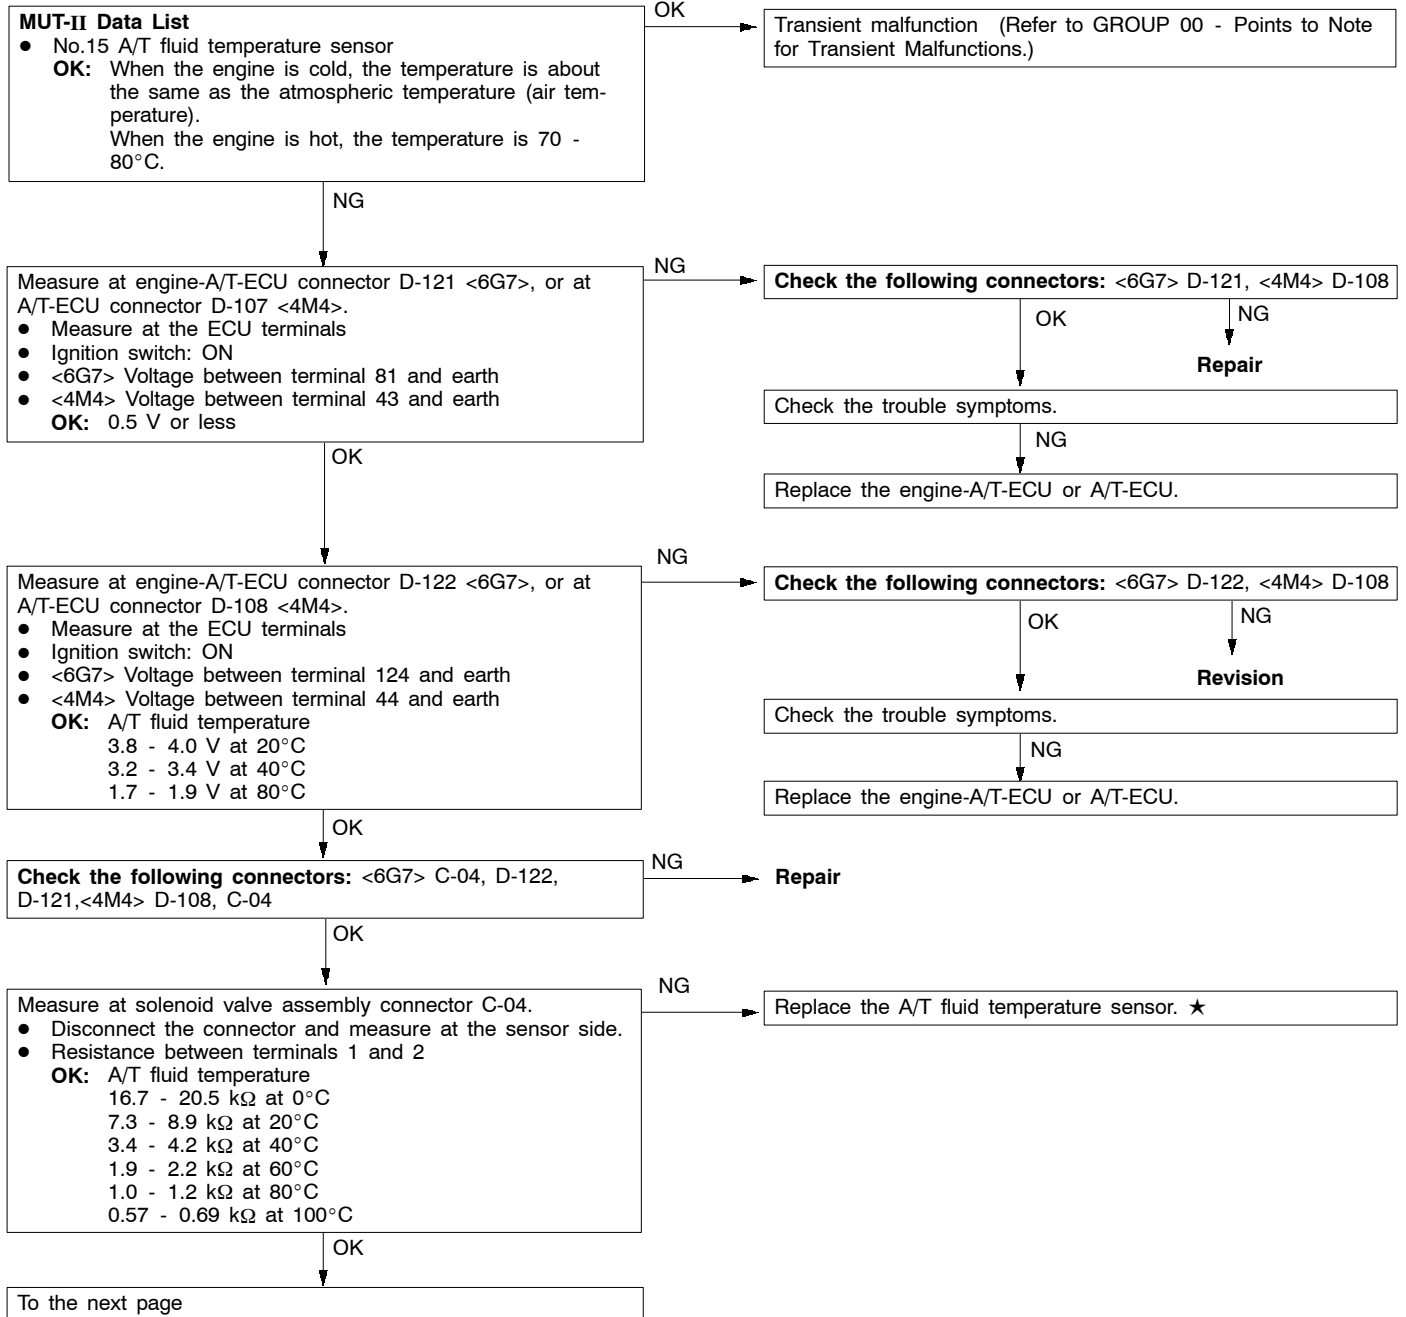 MUT-II Data List
● No.15 A/T fluid temperature sensor
OK: When the engine is cold, the temperature is about
the same as the atmospheric temperature (air tem-
perature).
When the engine is hot, the temperature is 70 -
80°C.
OK
Transient malfunction (Refer to GROUP 00 - Points to Note
for Transient Malfunctions.)
NG
Measure at engine-A/T-ECU connector D-121 <6G7>, or at
A/T-ECU connector D-107 <4M4>.
● Measure at the ECU terminals
● Ignition switch: ON
● <6G7> Voltage between terminal 81 and earth
● <4M4> Voltage between terminal 43 and earth
OK: 0.5 V or less
NG
Check the following connectors: <6G7> D-121, <4M4> D-108
OK
NG
Repair
Check the trouble symptoms.
NG
Replace the engine-A/T-ECU or A/T-ECU.
OK
Measure at engine-A/T-ECU connector D-122 <6G7>, or at
A/T-ECU connector D-108 <4M4>.
● Measure at the ECU terminals
● Ignition switch: ON
● <6G7> Voltage between terminal 124 and earth
● <4M4> Voltage between terminal 44 and earth
OK: A/T fluid temperature
3.8 - 4.0 V at 20°C
3.2 - 3.4 V at 40°C
1.7 - 1.9 V at 80°C
NG
Check the following connectors: <6G7> D-122, <4M4> D-108
OK
NG
Revision
Check the trouble symptoms.
NG
Replace the engine-A/T-ECU or A/T-ECU.
OK
Check the following connectors: <6G7> C-04, D-122,
D-121,<4M4> D-108, C-04
NG
Repair
OK
Measure at solenoid valve assembly connector C-04.
● Disconnect the connector and measure at the sensor side.
● Resistance between terminals 1 and 2
OK: A/T fluid temperature
16.7 - 20.5 kΩ at 0°C
7.3 - 8.9 kΩ at 20°C
3.4 - 4.2 kΩ at 40°C
1.9 - 2.2 kΩ at 60°C
1.0 - 1.2 kΩ at 80°C
0.57 - 0.69 kΩ at 100°C
NG
Replace the A/T fluid temperature sensor. ★
OK
To the next page